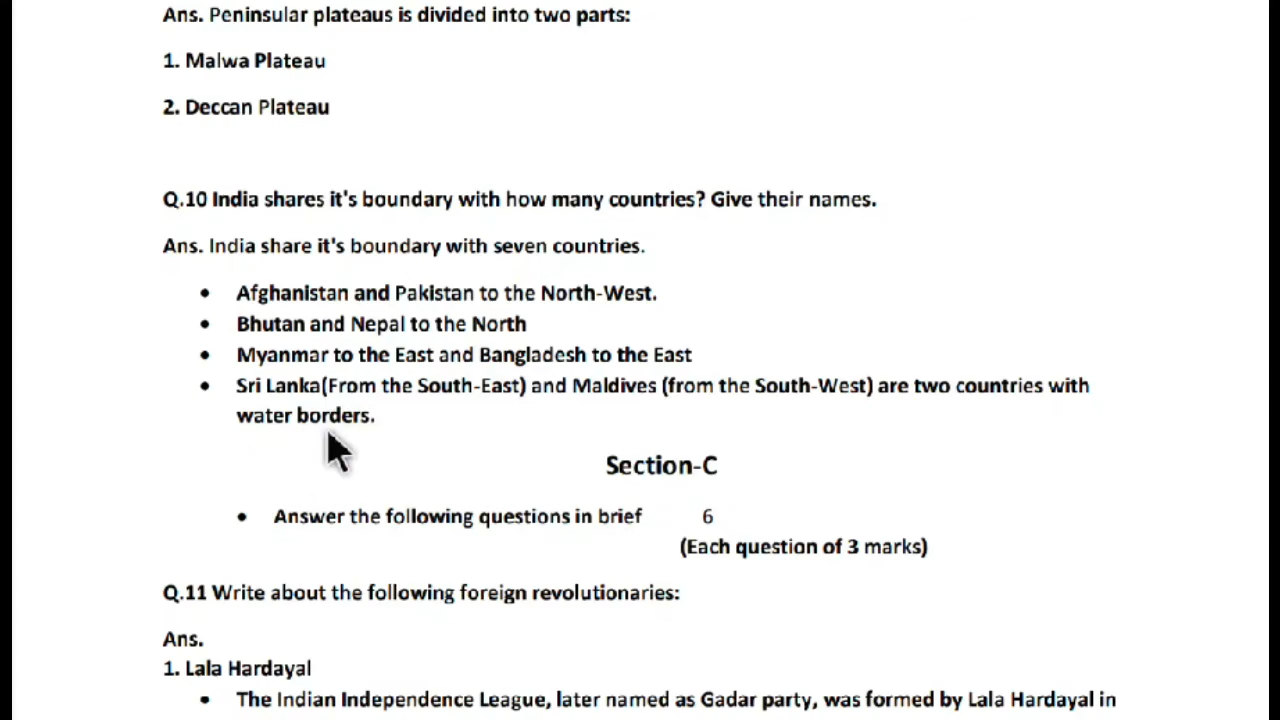 Ans. Peninsular plateaus is divided into two parts:
1. Malwa Plateau
2. Deccan Plateau
Q.10 India shares it's boundary with how many countries? Give their names.
Ans. India share it's boundary with seven countries.
• Afghanistan and Pakistan to the North-West.
• Bhutan and Nepal to the North
• Myanmar to the East and Bangladesh to the East
• Sri Lanka(From the South-East) and Maldives (from the South-West) are two countries with
water borders.
Section-C
• Answer the following questions in brief 6
(Each question of 3 marks)
Q.11 Write about the following foreign revolutionaries:
Ans.
1. Lala Hardayal
• The Indian Independence League, later named as Gadar party, was formed by Lala Hardayal in